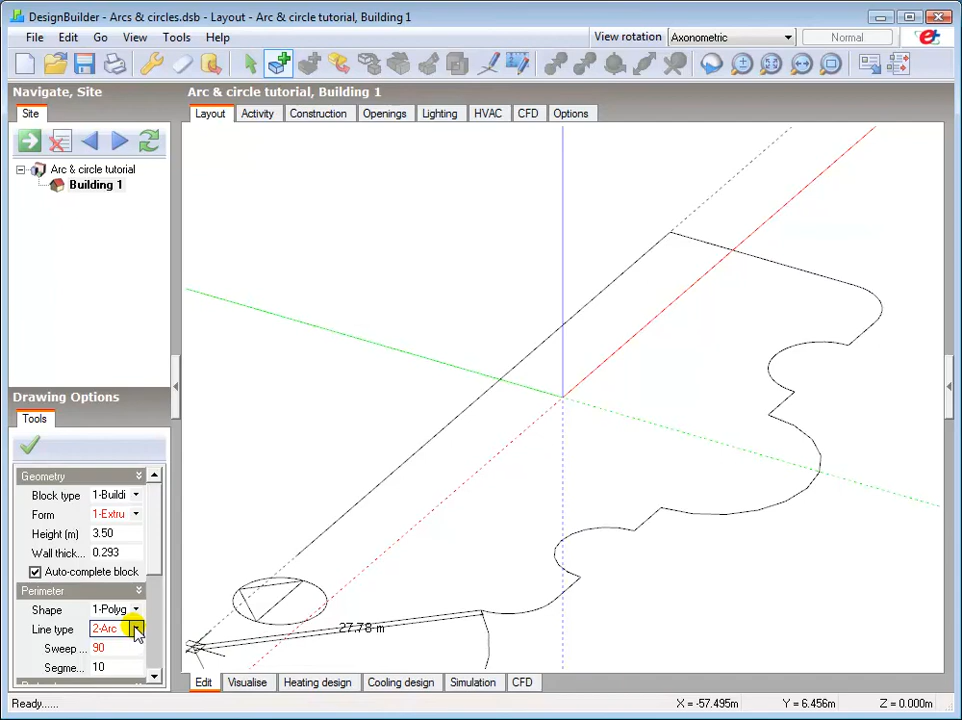 DesignBuilder - Arcs & circles.dsb - Layout - Arc & circle tutorial, Building 1
File Edit Go View Tools Help
View rotation Axonometric Normal
Navigate, Site
Arc & circle tutorial, Building 1
Site
Layout Activity Construction Openings Lighting HVAC CFD Options
Arc & circle tutorial
Building 1
Drawing Options
Tools
Geometry
Block type 1-Buildi
Form 1-Extru
Height (m) 3.50
Wall thick... 0.293
Auto-complete block
Perimeter
Shape 1-Polyg
Line type 2-Arc
Sweep ... 90
Segme... 10
27.78 m
Edit Visualise Heating design Cooling design Simulation CFD
Ready.... X = -57.495m Y = 6.456m Z = 0.000m